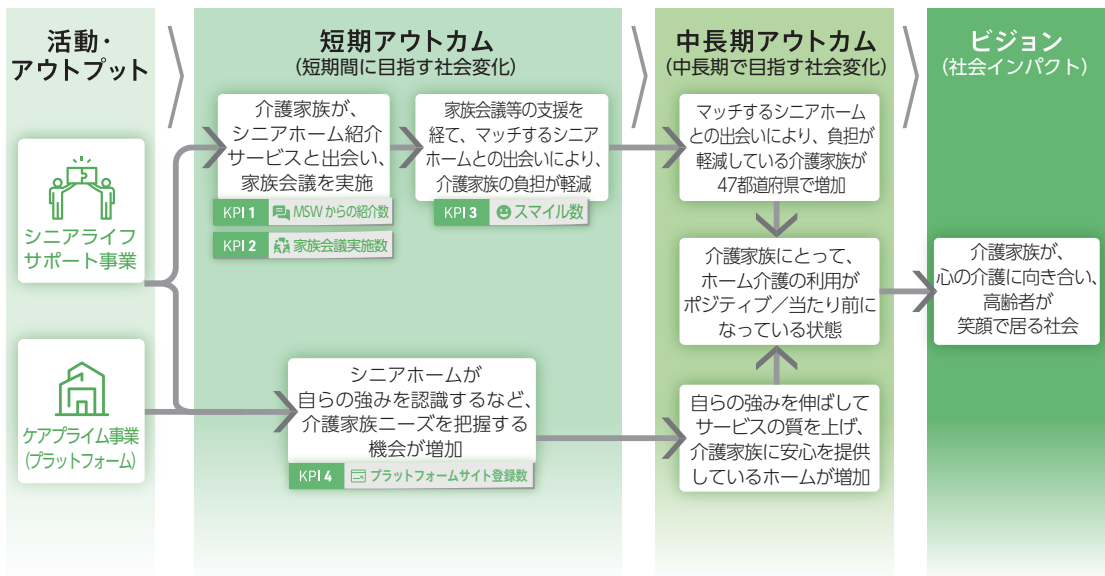 活動・
アウトプット
シニアライフ
サポート事業
ケアプライム事業
(プラットフォーム)
短期アウトカム
(短期間に目指す社会変化)
介護家族が、
シニアホーム紹介
サービスと出会い、
家族会議を実施
KPI 1 MSWからの紹介数
KPI 2 家族会議実施数
家族会議等の支援を
経て、マッチするシニア
ホームとの出会いにより、
介護家族の負担が軽減
KPI 3 スマイル数
シニアホームが
自らの強みを認識するなど、
介護家族ニーズを把握する
機会が増加
KPI 4 プラットフォームサイト登録数
中長期アウトカム
(中長期で目指す社会変化)
マッチするシニアホーム
との出会いにより、負担が
軽減している介護家族が
47都道府県で増加
介護家族にとって、
ホーム介護の利用が
ポジティブ／当たり前に
なっている状態
自らの強みを伸ばして
サービスの質を上げ、
介護家族に安心を提供
しているホームが増加
ビジョン
(社会インパクト)
介護家族が、
心の介護に向き合い、
高齢者が
笑顔で居る社会